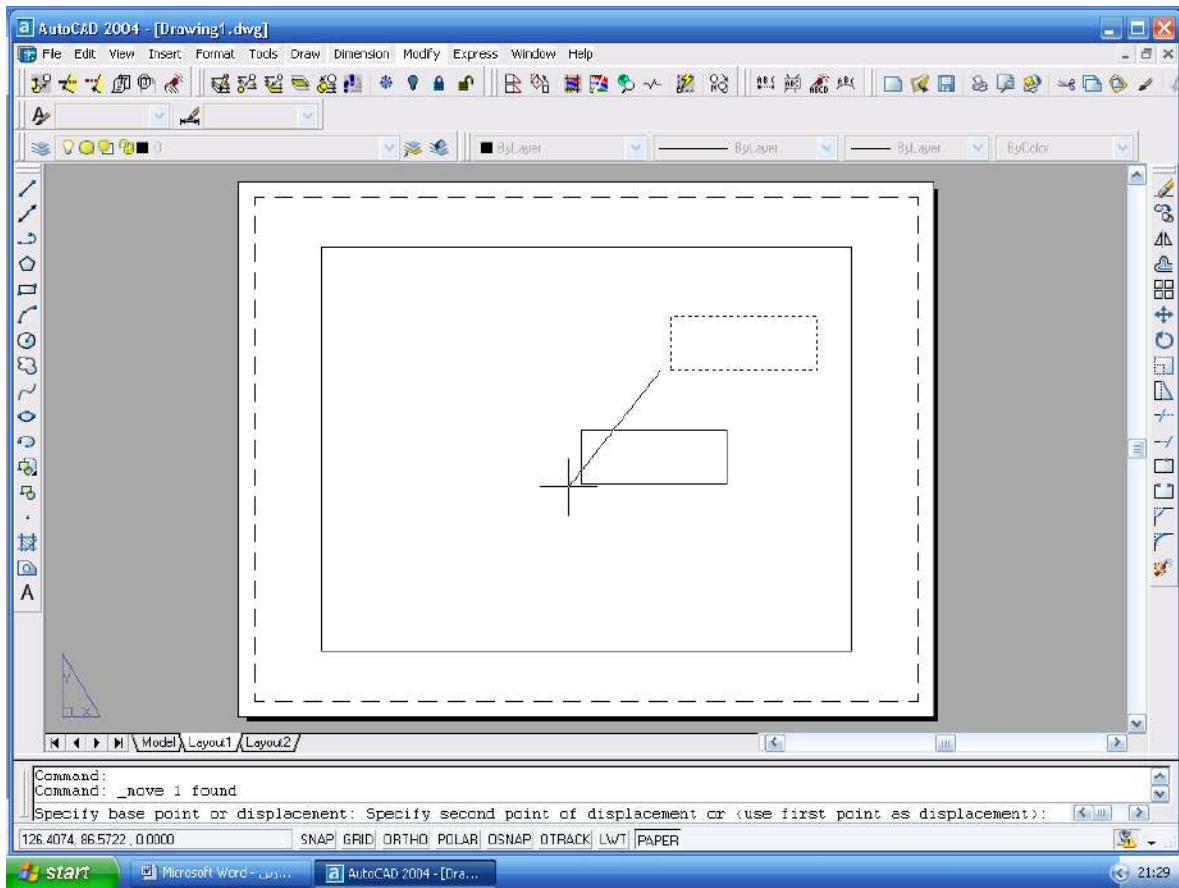 AutoCAD 2004 - [Drawing1.dwg]
File Edit View Insert Format Tools Draw Dimension Modify Express Window Help
0 ByLayer ByLayer ByLayer ByColor
Y
X
A
Model Layout1 Layout2
Command:
Command: _move 1 found
Specify base point or displacement: Specify second point of displacement or <use first point as displacement>:
126.4074, 86.5722 , 0.0000 SNAP GRID ORTHO POLAR OSNAP OTRACK LWT PAPER
start Microsoft Word - AutoCAD 2004 - [Dra... 21:29